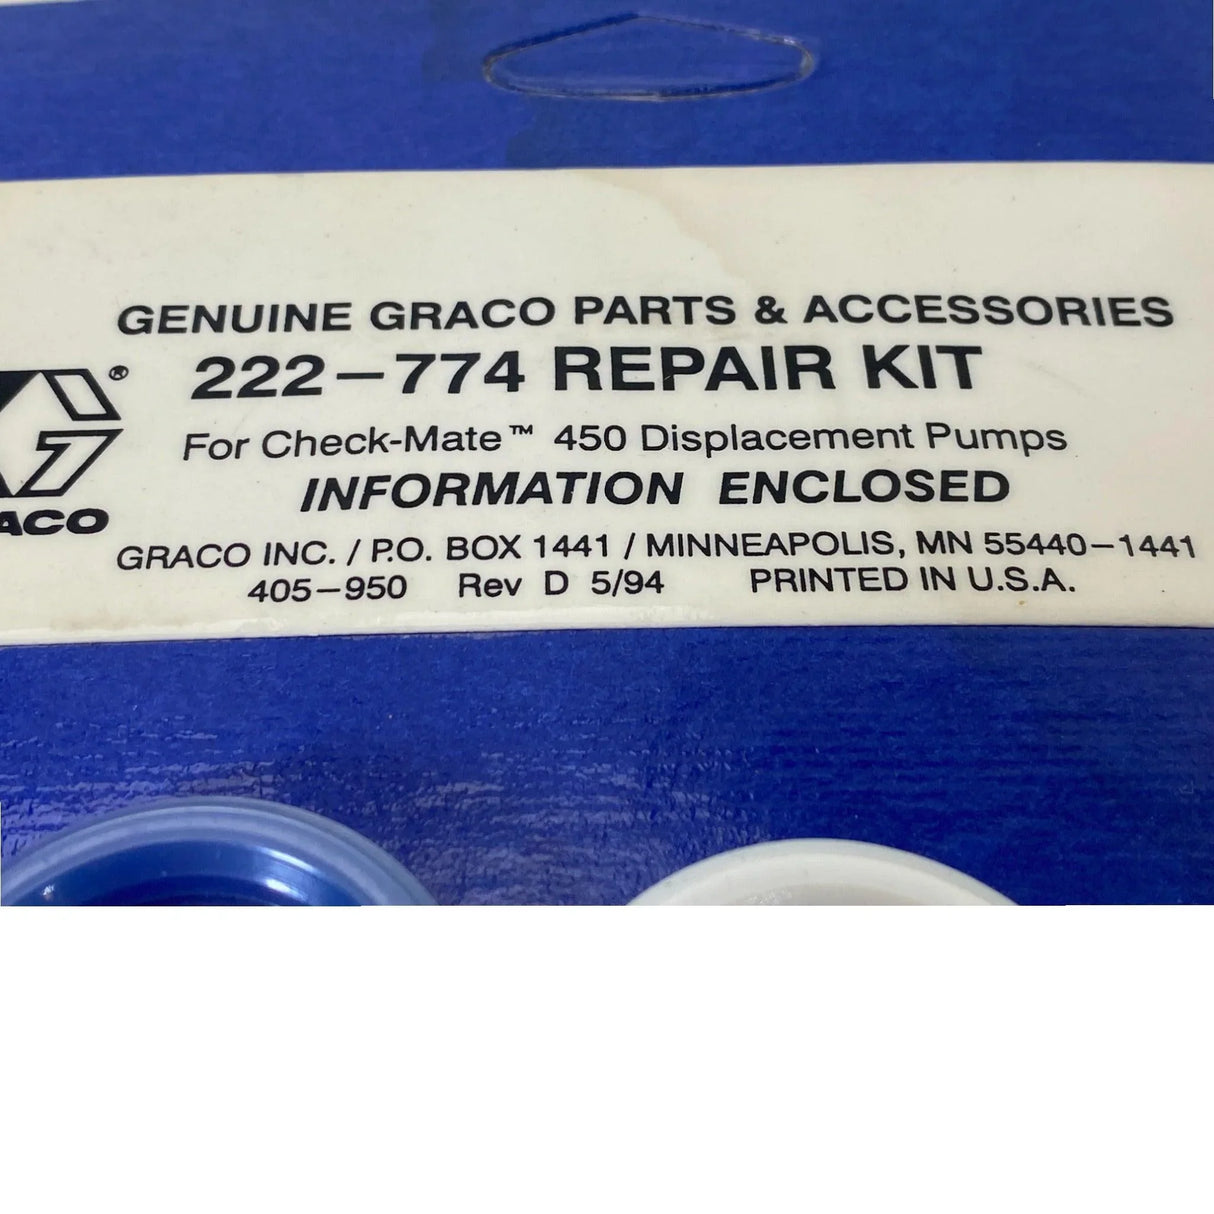 GENUINE GRACO PARTS & ACCESSORIES
222-774 REPAIR KIT
For Check-Mate™ 450 Displacement Pumps
INFORMATION ENCLOSED
GRACO INC. / P.O. BOX 1441 / MINNEAPOLIS, MN 55440-1441
405-950 Rev D 5/94 PRINTED IN U.S.A.
®
ACO